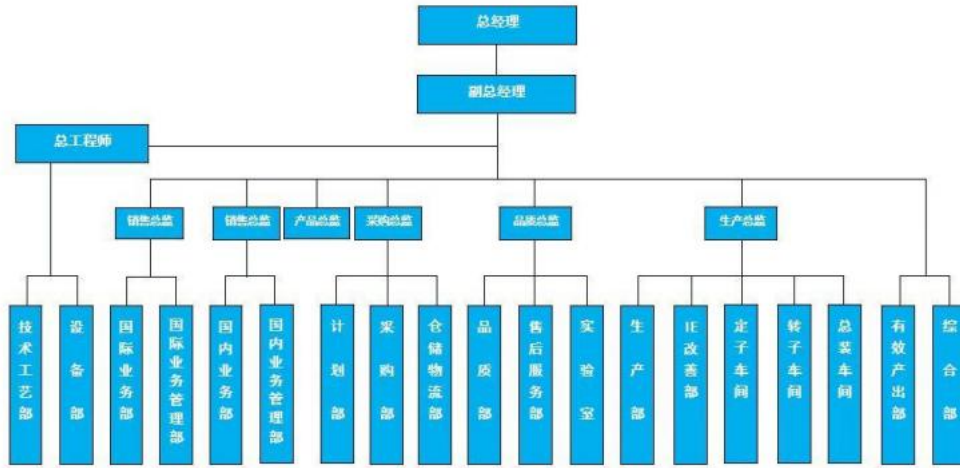 总经理
副总经理
总工程师
销售总监
销售总监
产品总监
采购总监
品质总监
生产总监
技术工艺部
设备部
国际业务部
国际业务管理部
国内业务部
国内业务管理部
计划部
采购部
仓储物流部
品质部
售后服务部
实验室
生产部
IE改善部
定子车间
转子车间
总装车间
有效产出部
综合部